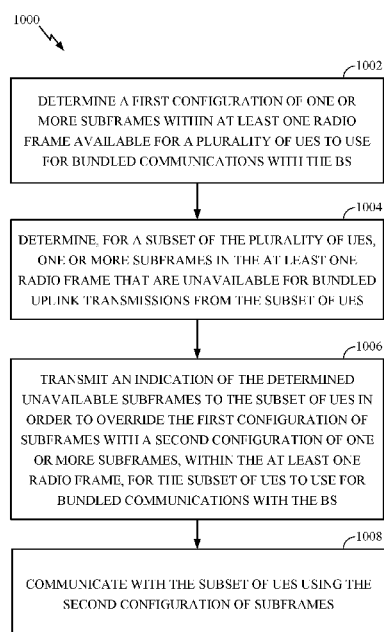 1000
1002
DETERMINE A FIRST CONFIGURATION OF ONE OR
MORE SUBFRAMES WITHIN AT LEAST ONE RADIO
FRAME AVAILABLE FOR A PLURALITY OF UES TO USE
FOR BUNDLED COMMUNICATIONS WITH THE BS
1004
DETERMINE, FOR A SUBSET OF THE PLURALITY OF UES,
ONE OR MORE SUBFRAMES IN THE AT LEAST ONE
RADIO FRAME THAT ARE UNAVAILABLE FOR BUNDLED
UPLINK TRANSMISSIONS FROM THE SUBSET OF UES
1006
TRANSMIT AN INDICATION OF THE DETERMINED
UNAVAILABLE SUBFRAMES TO THE SUBSET OF UES IN
ORDER TO OVERRIDE THE FIRST CONFIGURATION OF
SUBFRAMES WITH A SECOND CONFIGURATION OF ONE
OR MORE SUBFRAMES, WITHIN THE AT LEAST ONE
RADIO FRAME, FOR THE SUBSET OF UES TO USE FOR
BUNDLED COMMUNICATIONS WITH THE BS
1008
COMMUNICATE WITH THE SUBSET OF UES USING THE
SECOND CONFIGURATION OF SUBFRAMES